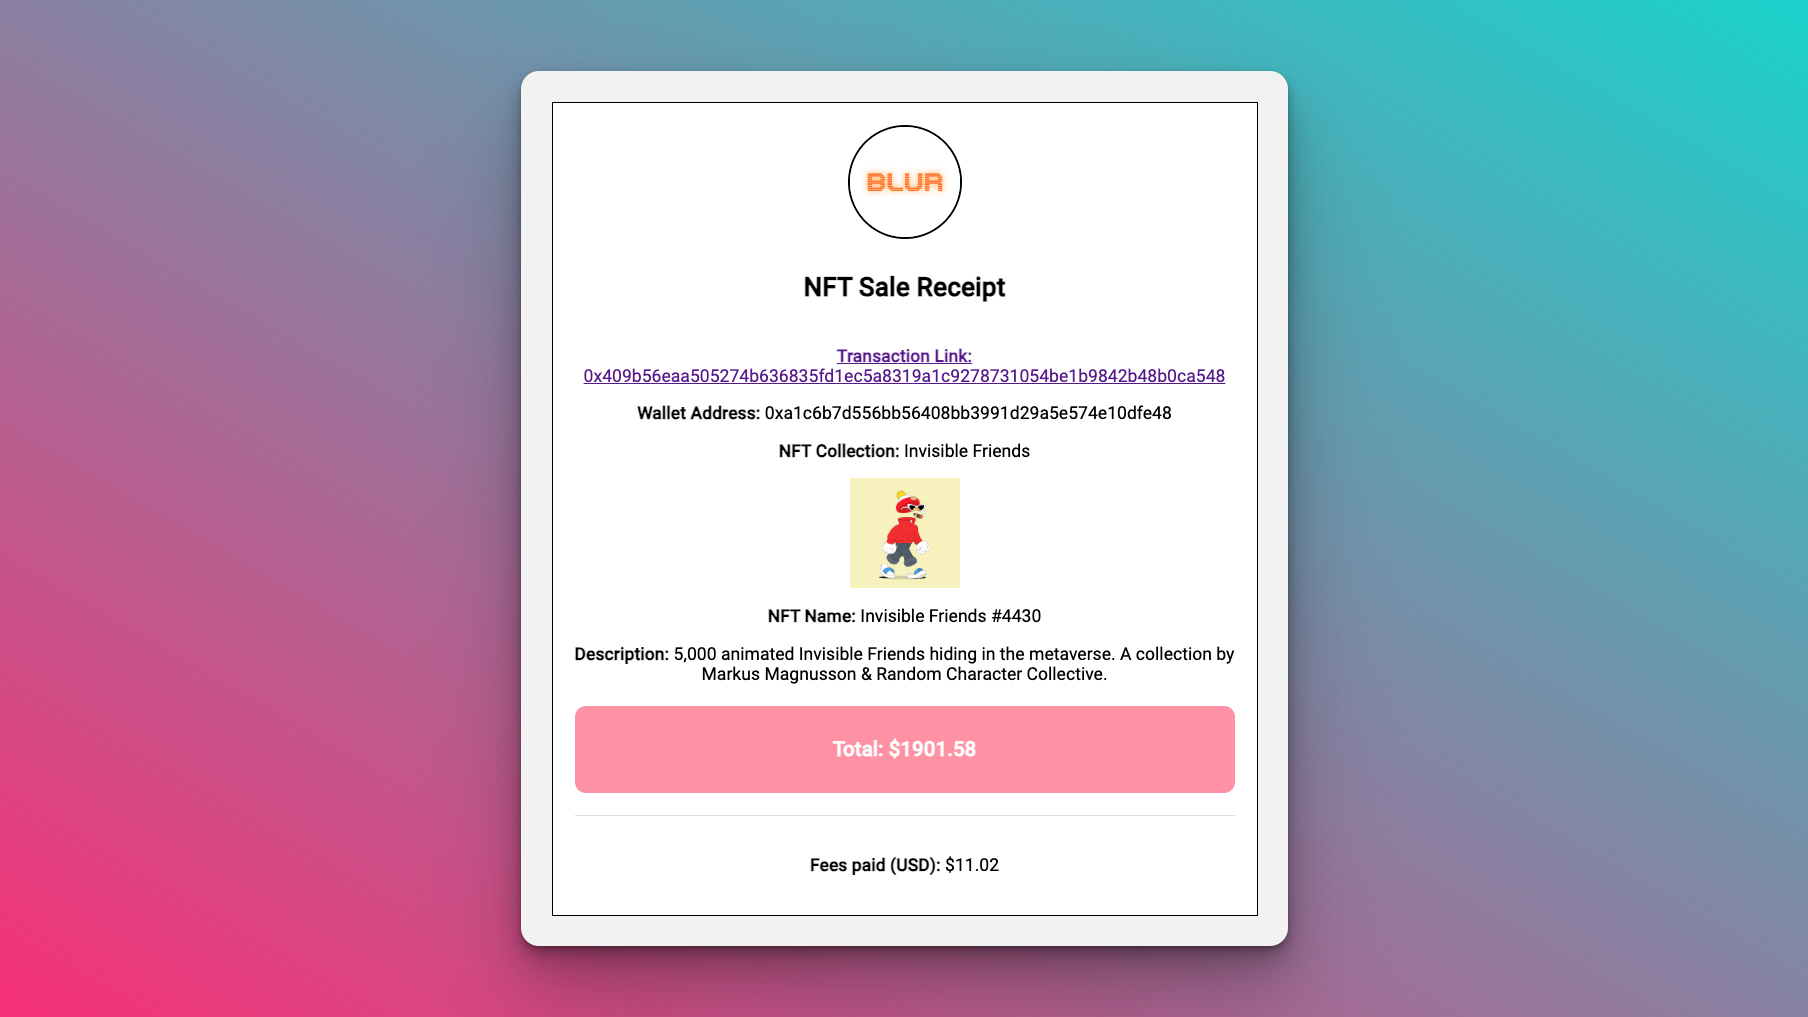 BLUR
NFT Sale Receipt
Transaction Link:
0x409b56eaa505274b636835fd1ec5a8319a1c9278731054be1b9842b48b0ca548
Wallet Address: 0xa1c6b7d556bb56408bb3991d29a5e574e10dfe48
NFT Collection: Invisible Friends
NFT Name: Invisible Friends #4430
Description: 5,000 animated Invisible Friends hiding in the metaverse. A collection by
Markus Magnusson & Random Character Collective.
Total: $1901.58
Fees paid (USD): $11.02